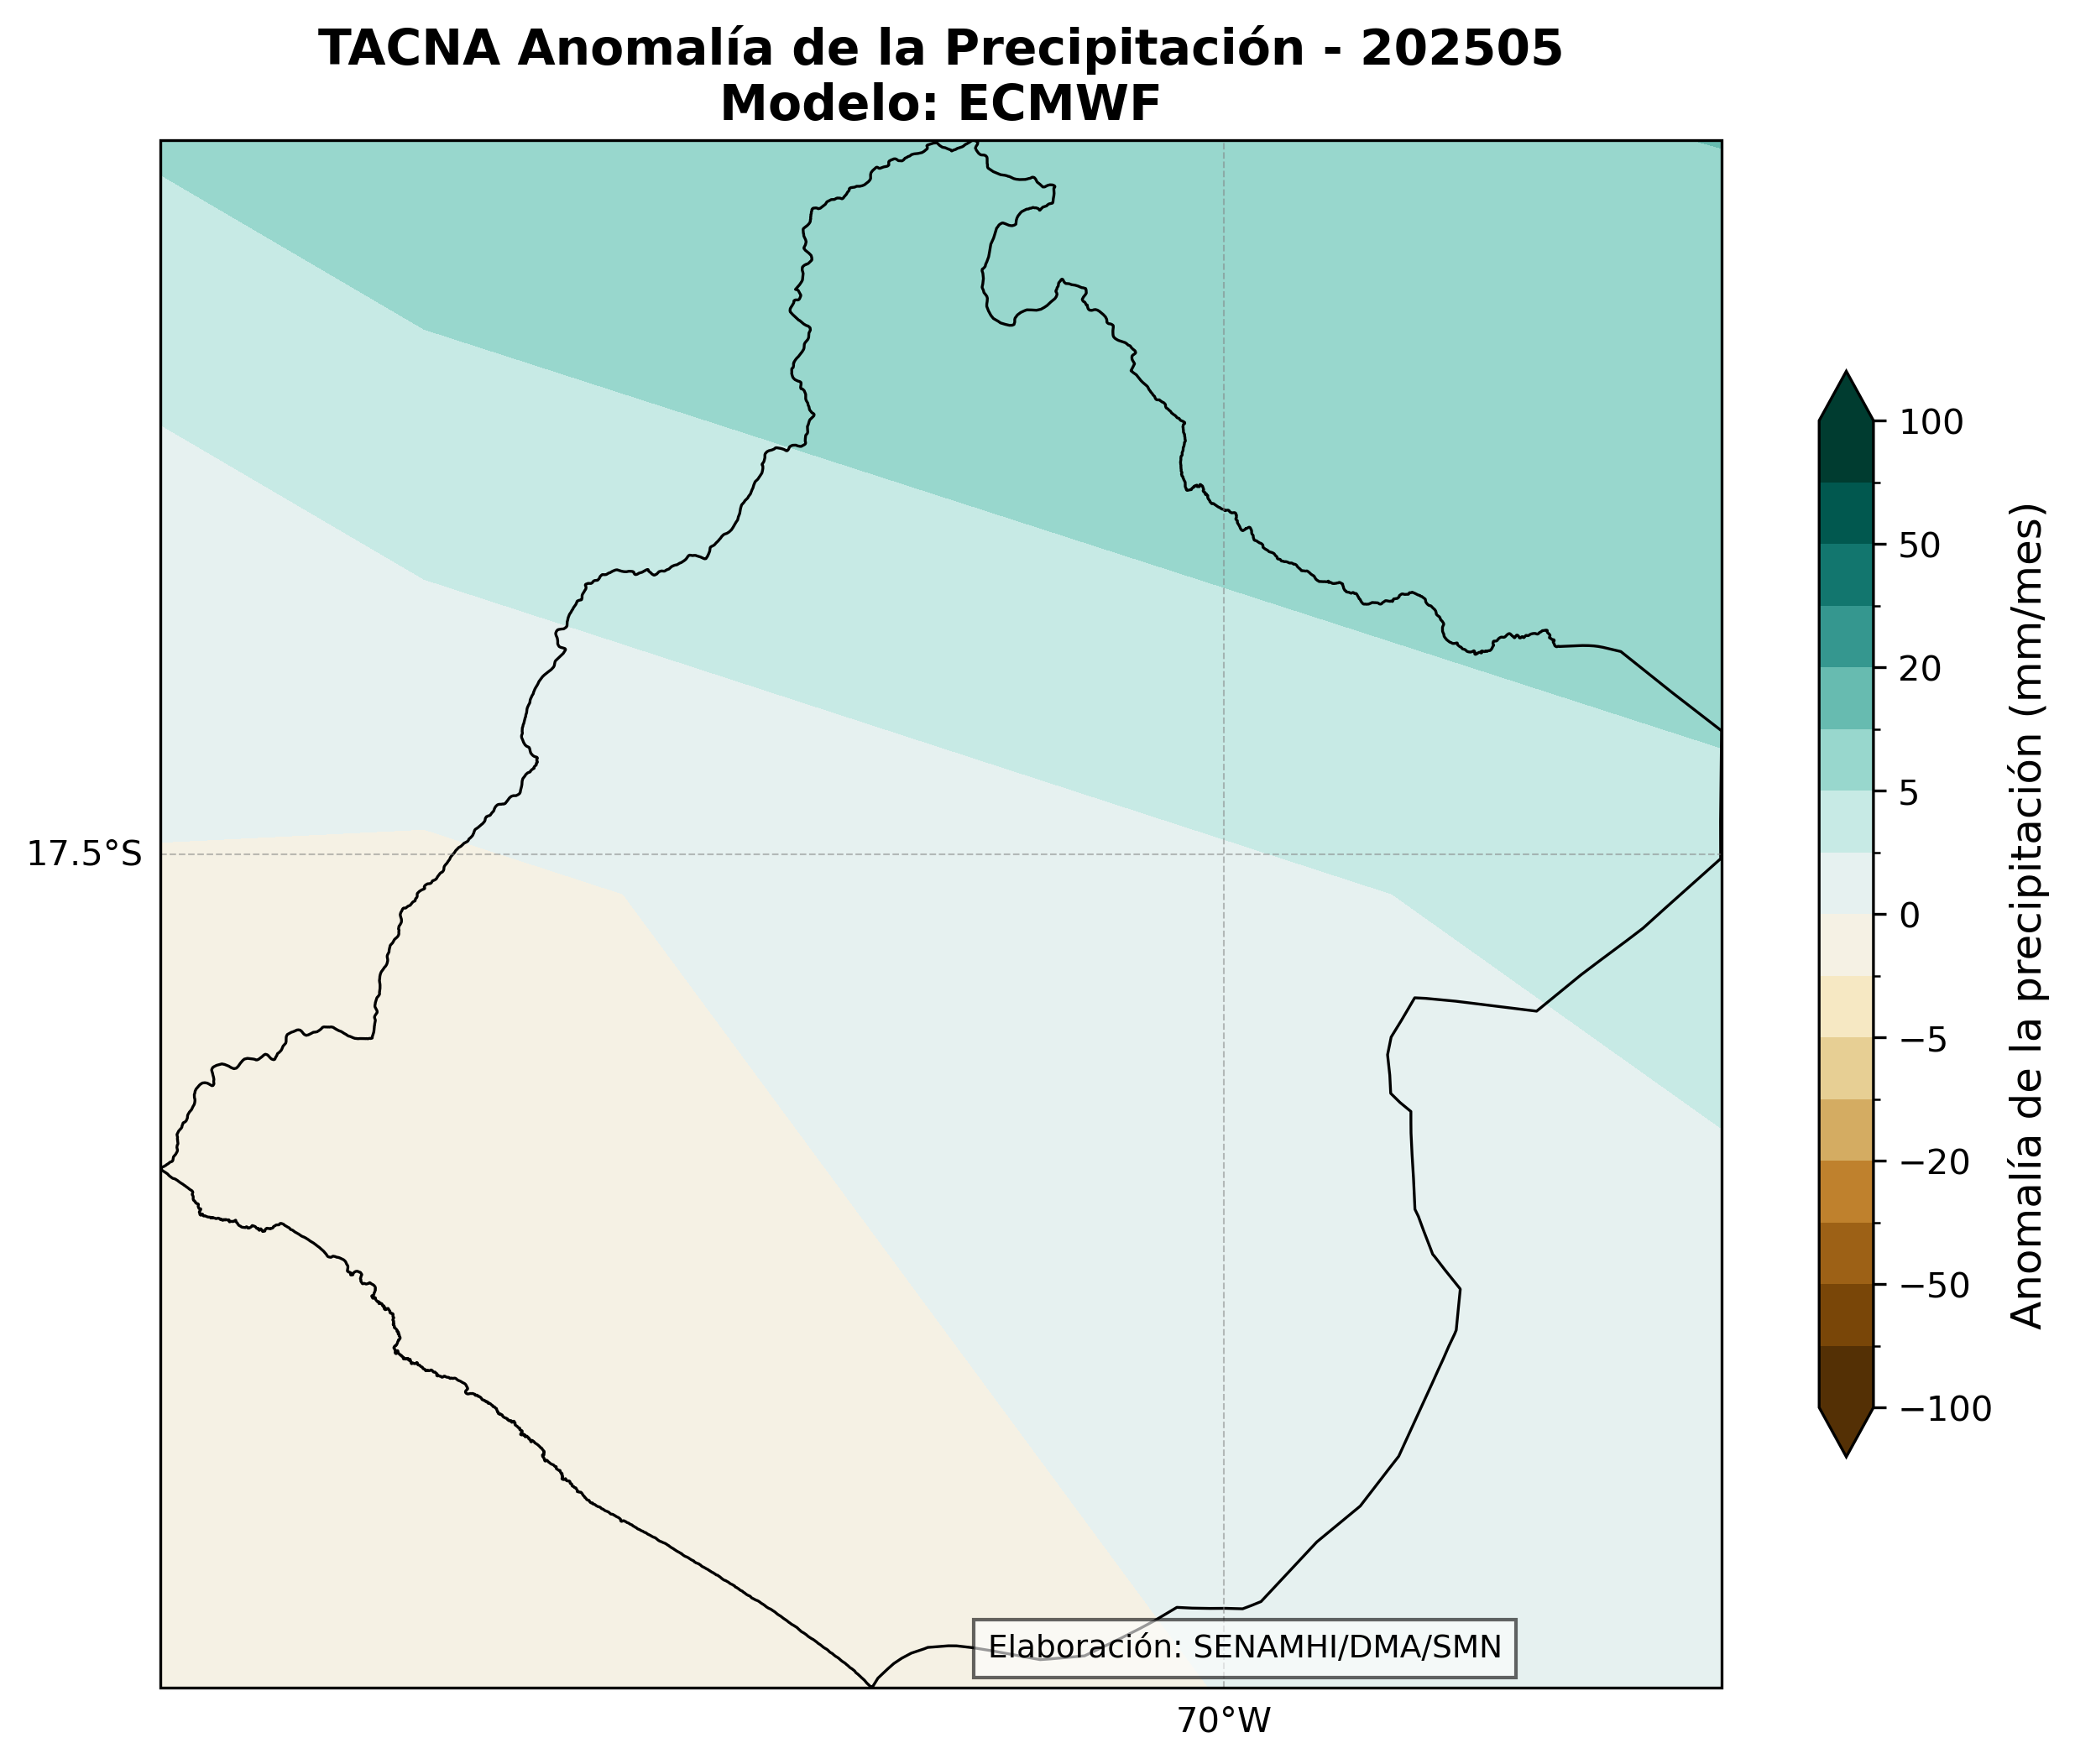 TACNA Anomalía de la Precipitación - 202505
Modelo: ECMWF
17.5°S
70°W
Elaboración: SENAMHI/DMA/SMN
100
50
20
5
0
−5
−20
−50
−100
Anomalía de la precipitación (mm/mes)